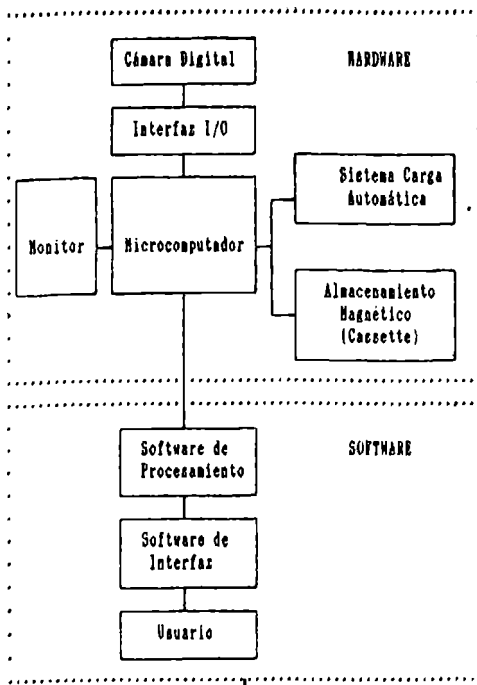 Cámara Digital
HARDWARE
Interfaz I/O
Sistema Carga
Automática
Monitor
Microcomputador
Almacenamiento
Magnético
(Cassette)
Software de
Procesamiento
SOFTWARE
Software de
Interfaz
Usuario